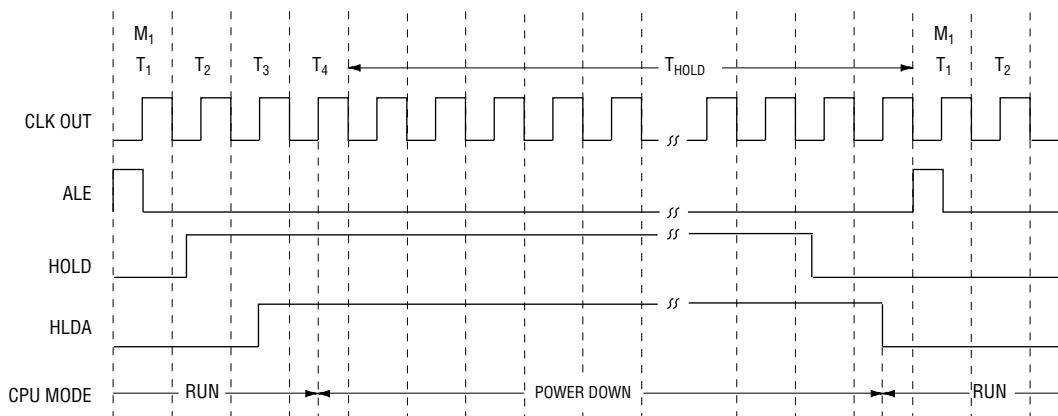 M₁ M₁
T₁ T₂ T₃ T₄ T_HOLD T₁ T₂
CLK OUT
ALE
HOLD
HLDA
CPU MODE RUN POWER DOWN RUN